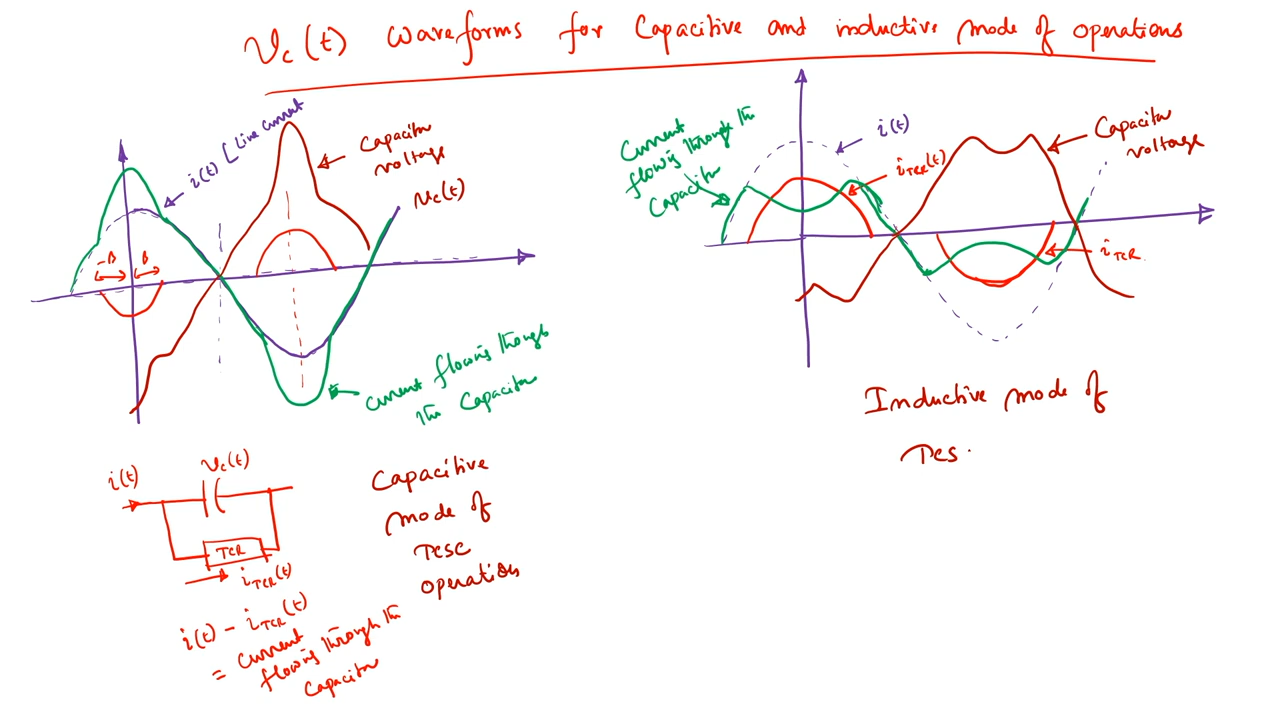 Vc(t) waveforms for Capacitive and inductive mode of operations
i(t) [ Line current
Capacitor
voltage
Vc(t)
-β β
Current flowing through
the Capacitor
i(t)
Vc(t)
TCR
iTCR(t)
i(t) - iTCR(t)
= Current
flowing through the
Capacitor
Capacitive
mode of
TCSC
operation
Current
flowing through the
Capacitor
i(t)
iTCR(t)
Capacitor
voltage
iTCR
Inductive mode of
TCS